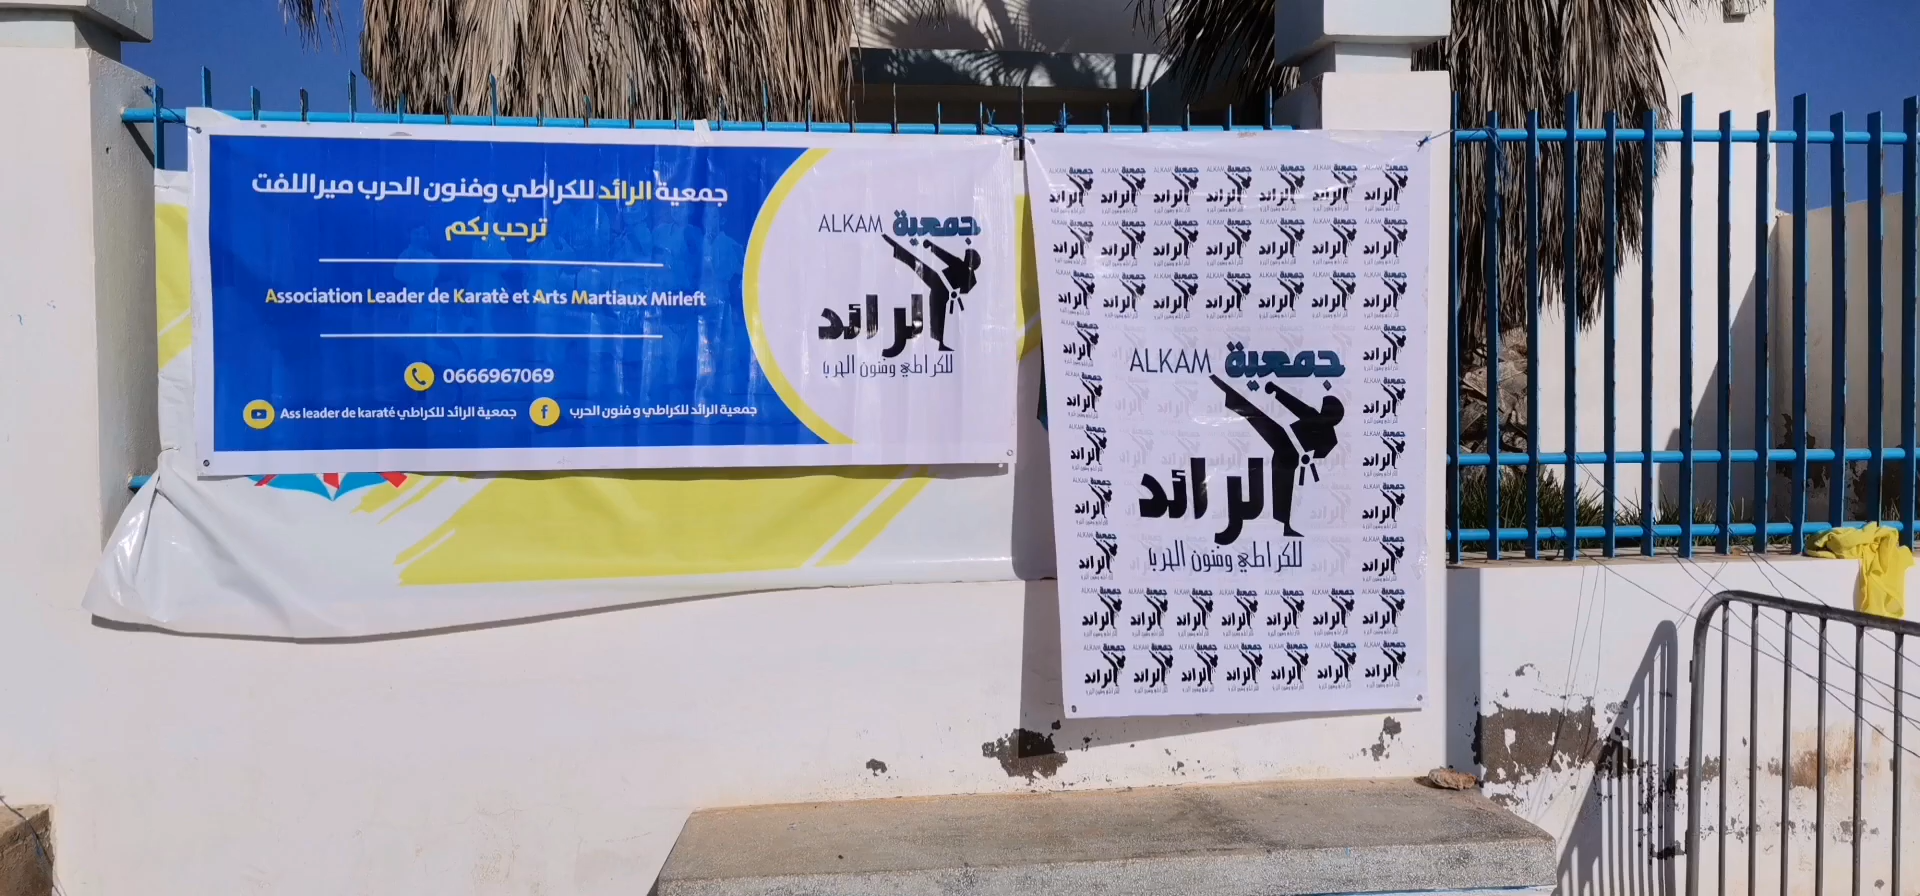 جمعية الرائد للكراطي وفنون الحرب ميراللفت
ترحب بكم
Association Leader de Karatè et Arts Martiaux Mirleft
0666967069
Ass leader de karaté جمعية الرائد للكراطي
جمعية الرائد للكراطي و فنون الحرب
ALKAM جمعية
الرائد
للكراطي وفنون الحرب
ALKAM جمعية
الرائد
للكراطي وفنون الحرب